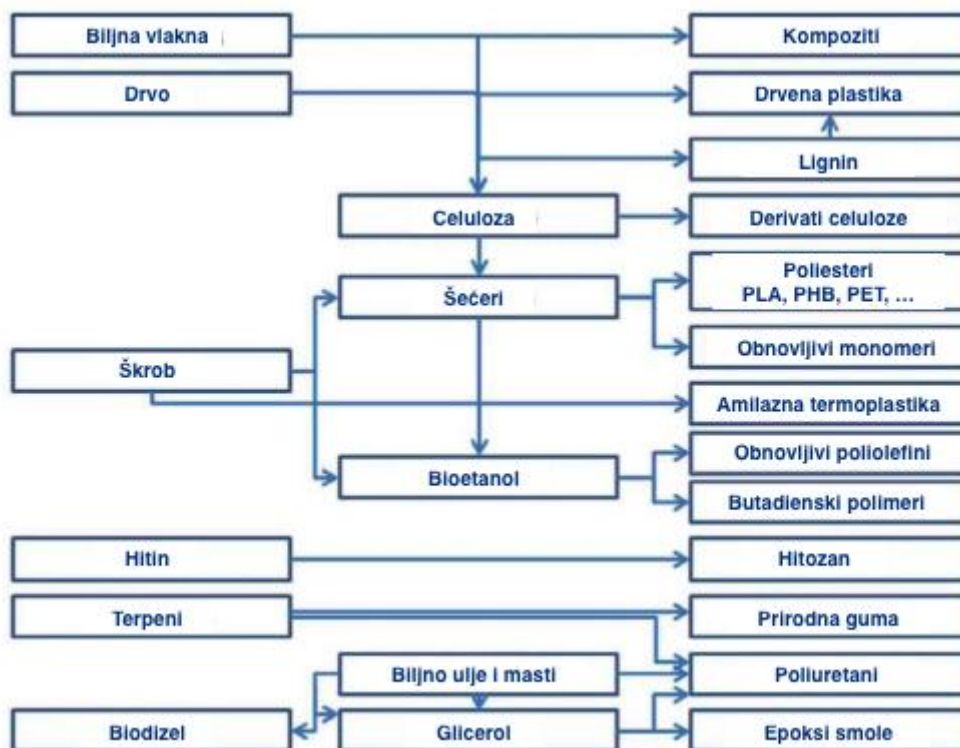 Biljna vlakna
Kompoziti
Drvo
Drvena plastika
Lignin
Celuloza
Derivati celuloze
Šećeri
Poliesteri
PLA, PHB, PET, ...
Obnovljivi monomeri
Škrob
Amilazna termoplastika
Obnovljivi poliolefini
Bioetanol
Butadienski polimeri
Hitin
Hitozan
Terpeni
Prirodna guma
Biljno ulje i masti
Poliuretani
Biodizel
Glicerol
Epoksi smole